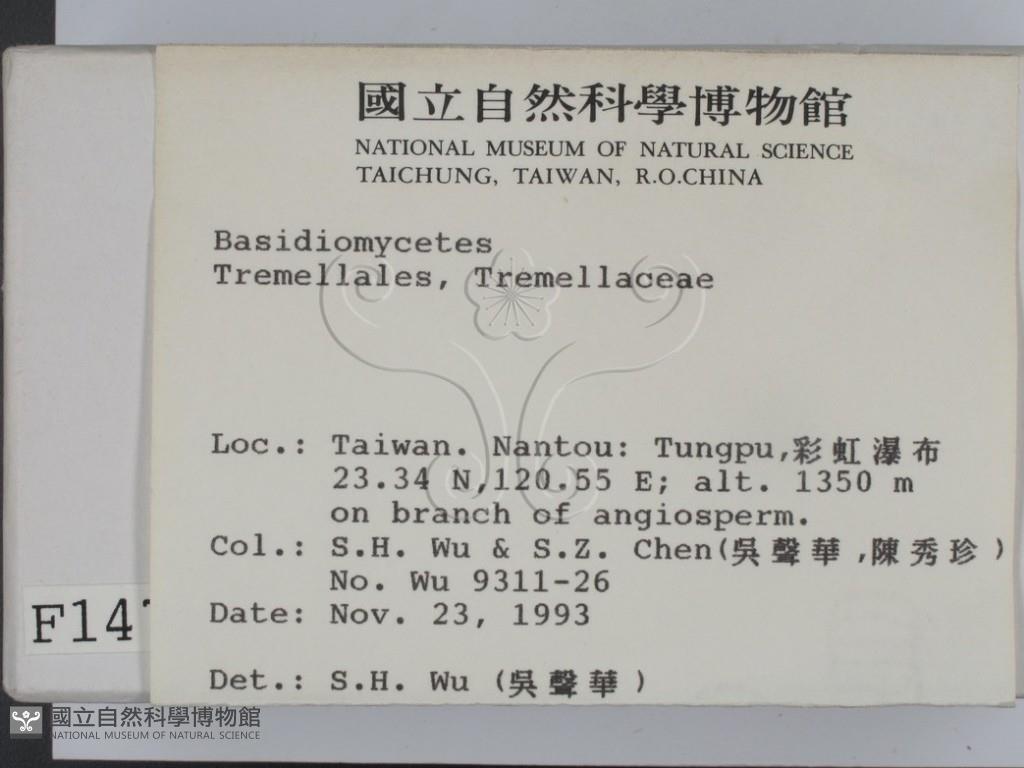 國立自然科學博物館
NATIONAL MUSEUM OF NATURAL SCIENCE
TAICHUNG, TAIWAN, R.O.CHINA
Basidiomycetes
Tremellales, Tremellaceae
Loc.: Taiwan. Nantou: Tungpu,彩虹瀑布
23.34 N,120.55 E; alt. 1350 m
on branch of angiosperm.
Col.: S.H. Wu & S.Z. Chen(吳聲華,陳秀珍)
No. Wu 9311-26
Date: Nov. 23, 1993
Det.: S.H. Wu (吳聲華)
F14
國立自然科學博物館
NATIONAL MUSEUM OF NATURAL SCIENCE